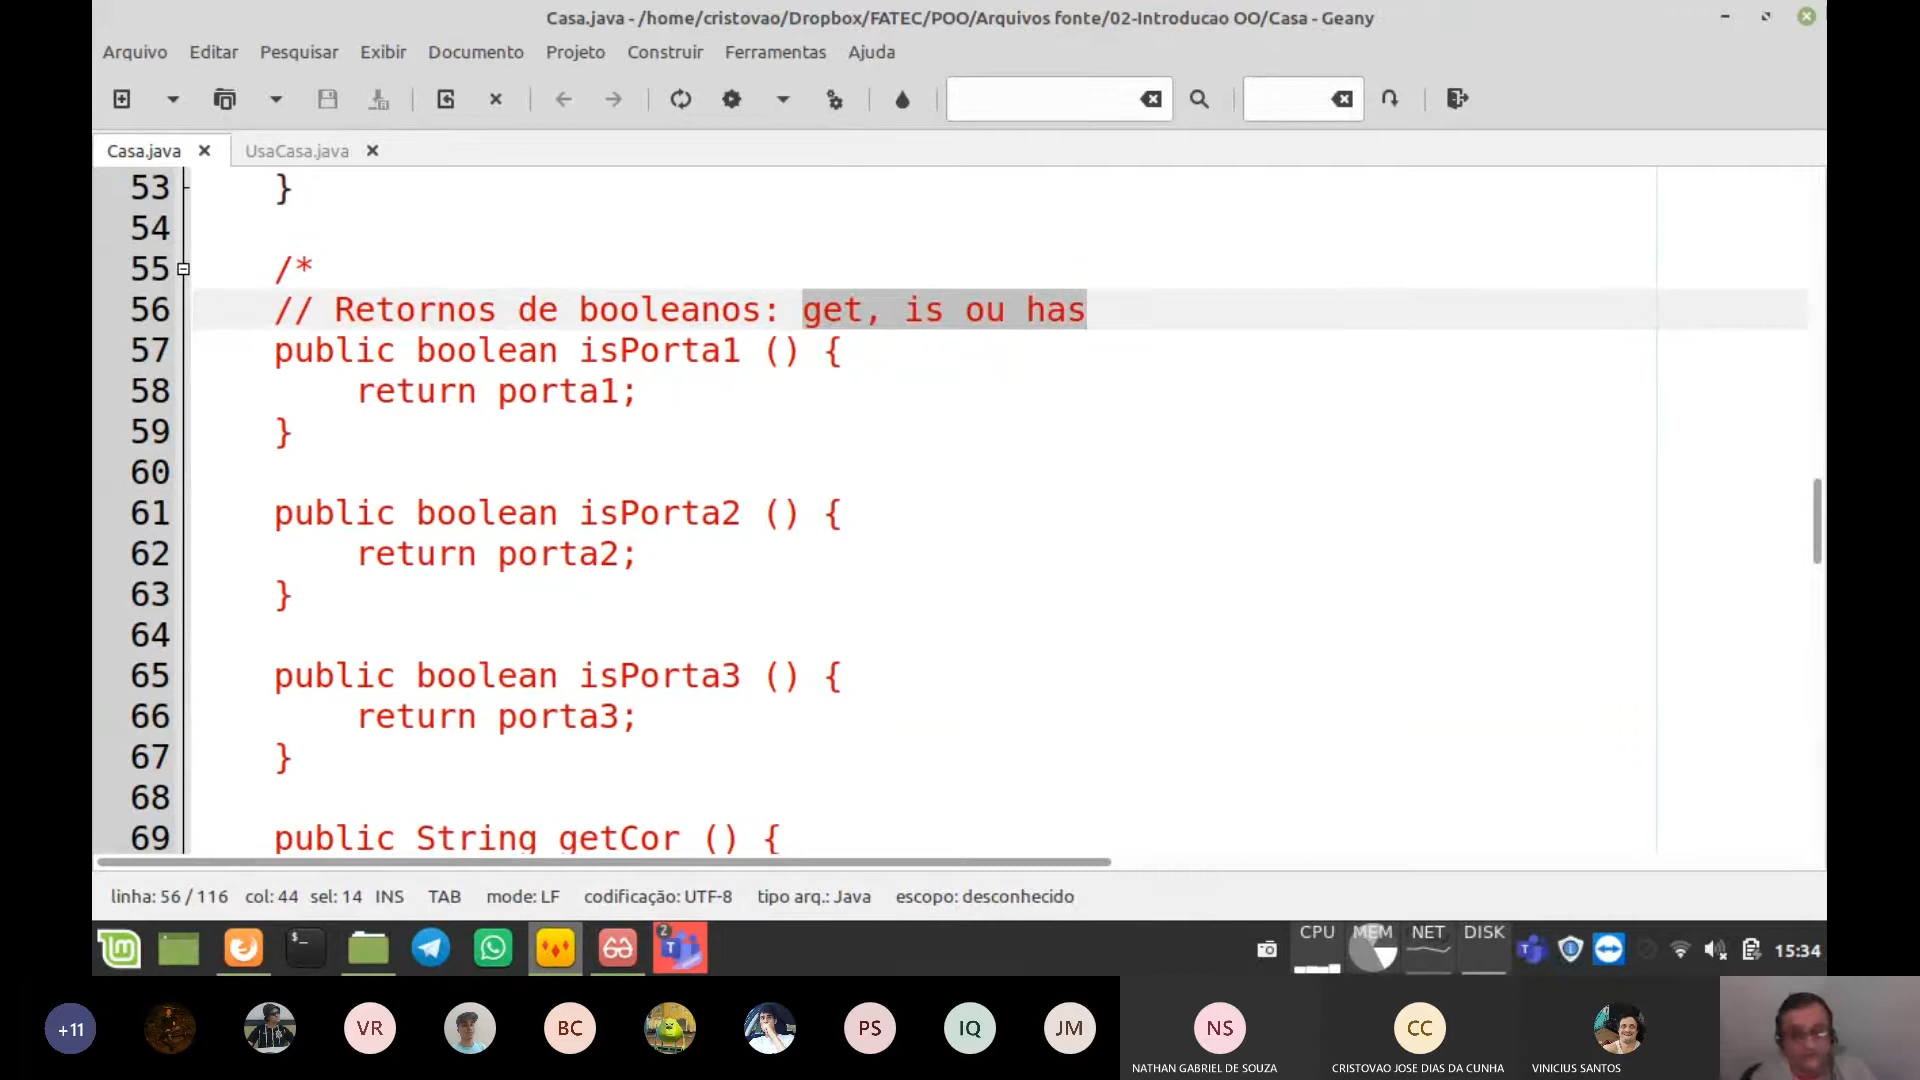 Casa.java - /home/cristovao/Dropbox/FATEC/POO/Arquivos fonte/02-Introducao OO/Casa - Geany
Arquivo Editar Pesquisar Exibir Documento Projeto Construir Ferramentas Ajuda
Casa.java UsaCasa.java
53 }
54
55 /*
56 // Retornos de booleanos: get, is ou has
57 public boolean isPorta1 () {
58 return porta1;
59 }
60
61 public boolean isPorta2 () {
62 return porta2;
63 }
64
65 public boolean isPorta3 () {
66 return porta3;
67 }
68
69 public String getCor () {
linha: 56 / 116 col: 44 sel: 14 INS TAB mode: LF codificação: UTF-8 tipo arq.: Java escopo: desconhecido
CPU MEM NET DISK
2
15:34
+11 VR BC PS IQ JM NS CC
NATHAN GABRIEL DE SOUZA CRISTOVAO JOSE DIAS DA CUNHA VINICIUS SANTOS